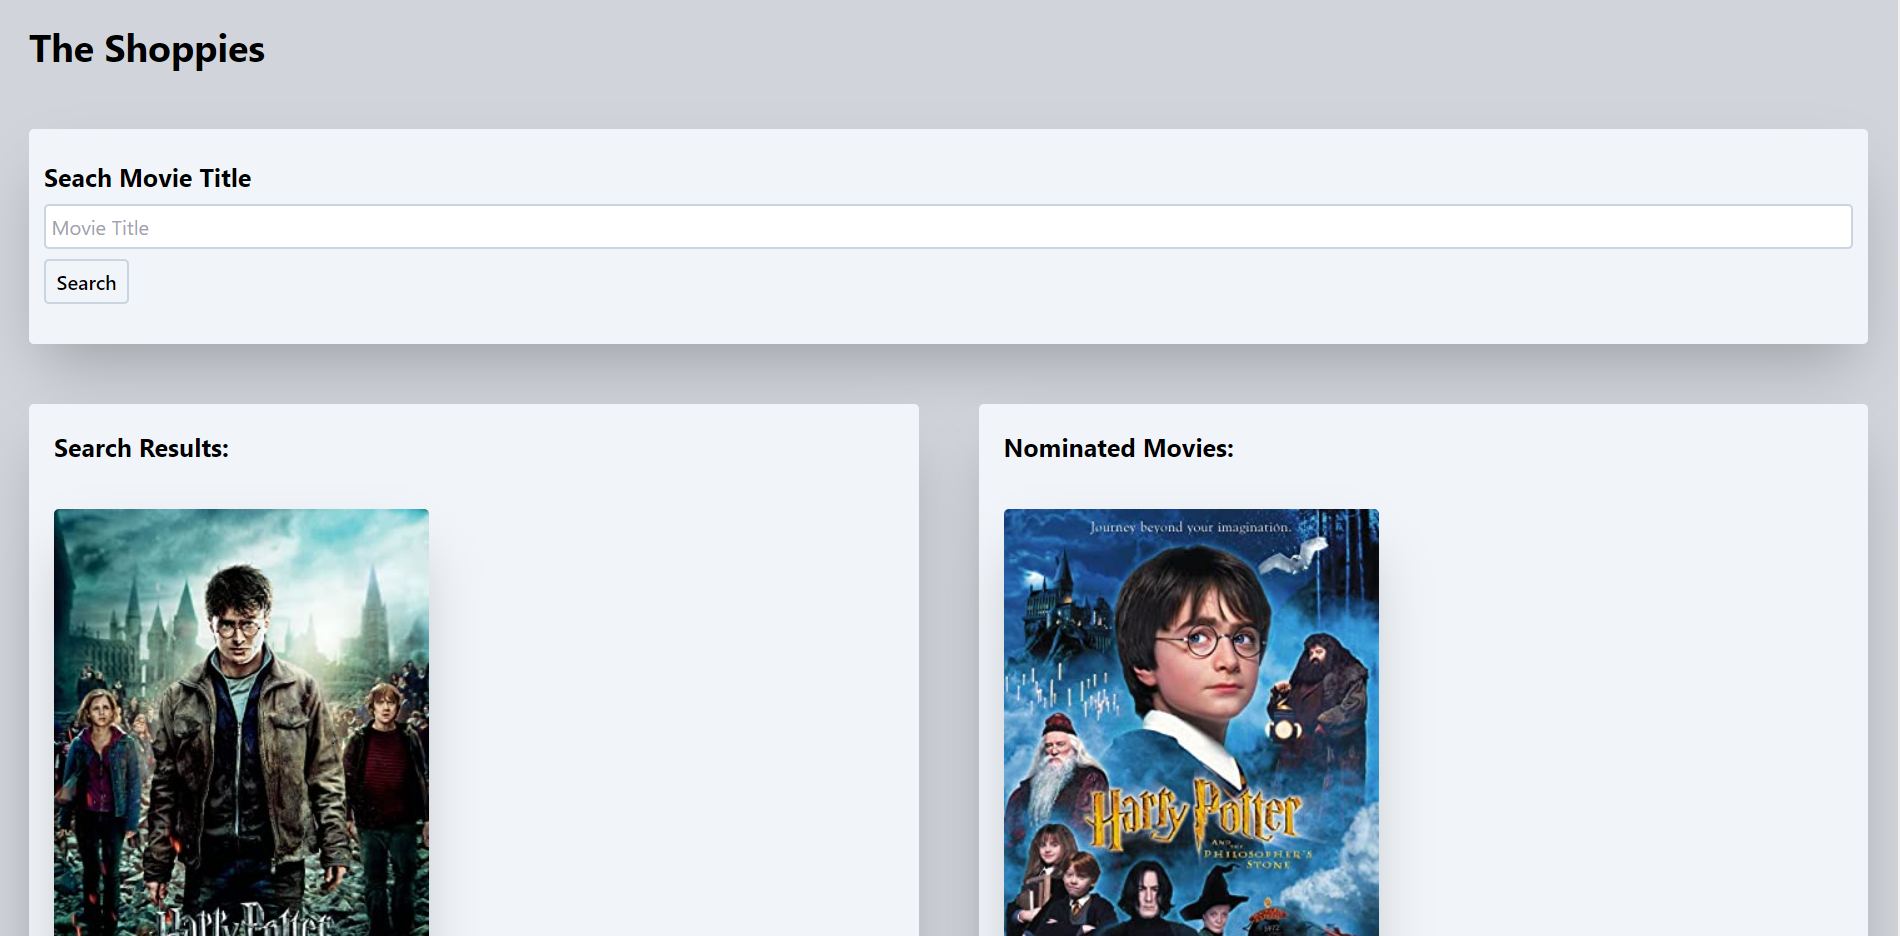 The Shoppies
Seach Movie Title
Movie Title
Search
Search Results:
Nominated Movies:
Harry Potter
Journey beyond your imagination.
Harry Potter
AND THE
PHILOSOPHER'S
STONE